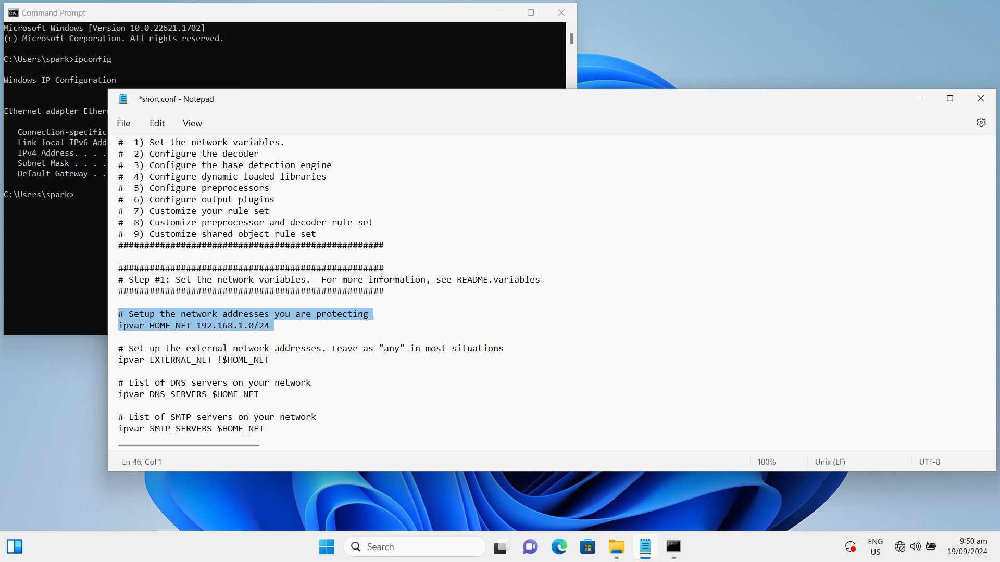 Command Prompt
Microsoft Windows [Version 10.0.22621.1702]
(c) Microsoft Corporation. All rights reserved.
C:\Users\spark>ipconfig
Windows IP Configuration
Ethernet adapter Ether
Connection-specific
Link-local IPv6 Add
IPv4 Address. . . .
Subnet Mask . . . .
Default Gateway . .
C:\Users\spark>
*snort.conf - Notepad
File Edit View
#  1) Set the network variables.
#  2) Configure the decoder
#  3) Configure the base detection engine
#  4) Configure dynamic loaded libraries
#  5) Configure preprocessors
#  6) Configure output plugins
#  7) Customize your rule set
#  8) Customize preprocessor and decoder rule set
#  9) Customize shared object rule set
###################################################
###################################################
# Step #1: Set the network variables.  For more information, see README.variables
###################################################
# Setup the network addresses you are protecting
ipvar HOME_NET 192.168.1.0/24
# Set up the external network addresses. Leave as "any" in most situations
ipvar EXTERNAL_NET !$HOME_NET
# List of DNS servers on your network
ipvar DNS_SERVERS $HOME_NET
# List of SMTP servers on your network
ipvar SMTP_SERVERS $HOME_NET
Ln 46, Col 1 100% Unix (LF) UTF-8
Search
ENG
US
9:50 am
19/09/2024